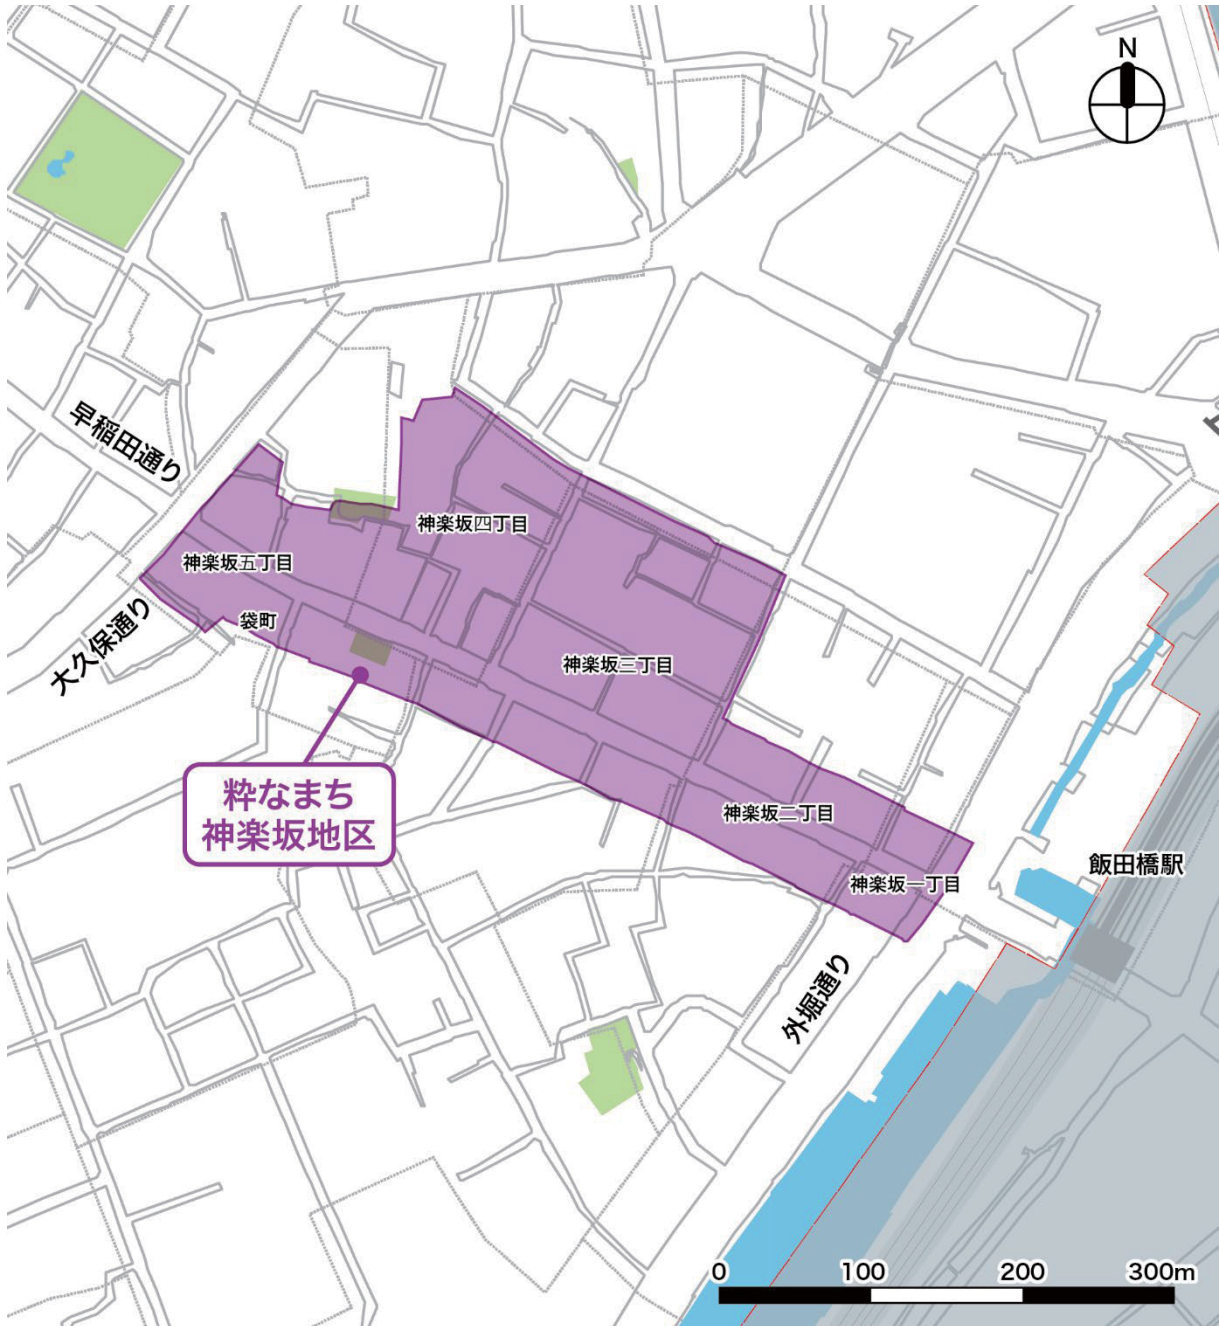 N
早稲田通り
神楽坂四丁目
神楽坂五丁目
大久保通り
袋町
神楽坂三丁目
粋なまち
神楽坂地区
神楽坂二丁目
神楽坂一丁目
飯田橋駅
外堀通り
0 100 200 300m